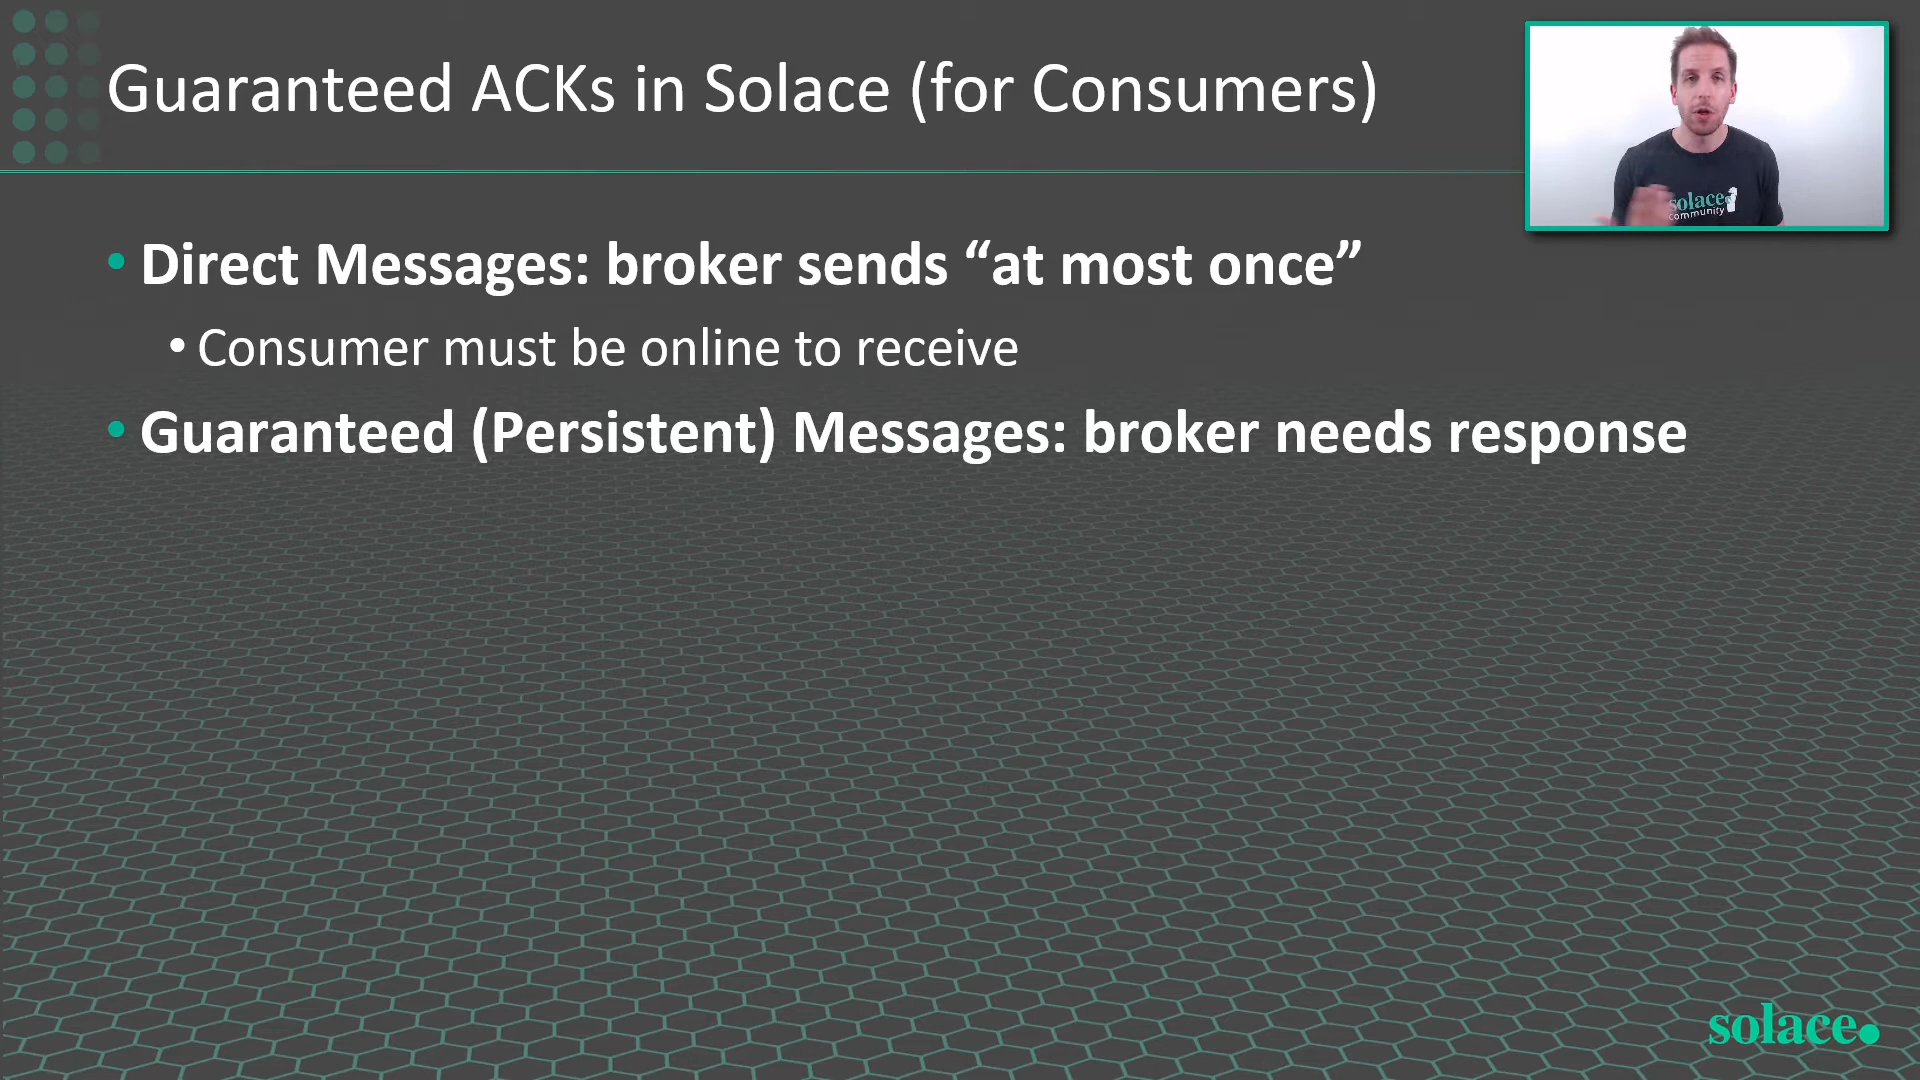 Guaranteed ACKs in Solace (for Consumers)
solace
community
• Direct Messages: broker sends “at most once”
• Consumer must be online to receive
• Guaranteed (Persistent) Messages: broker needs response
solace.